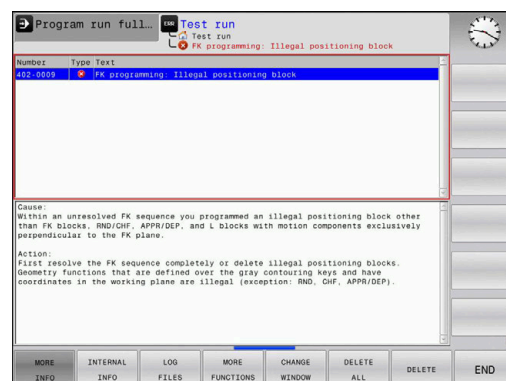 Program run full...
Test run
Test run
FK programming: Illegal positioning block
Number Type Text
402-0009 FK programming: Illegal positioning block
Cause:
Within an unresolved FK sequence you programmed an illegal positioning block other
than FK blocks, RND/CHF, APPR/DEP, and L blocks with motion components exclusively
perpendicular to the FK plane.
Action:
First resolve the FK sequence completely or delete illegal positioning blocks.
Geometry functions that are defined over the gray contouring keys and have
coordinates in the working plane are illegal (exception: RND, CHF, APPR/DEP).
MORE INFO
INTERNAL INFO
LOG FILES
MORE FUNCTIONS
CHANGE WINDOW
DELETE ALL
DELETE
END